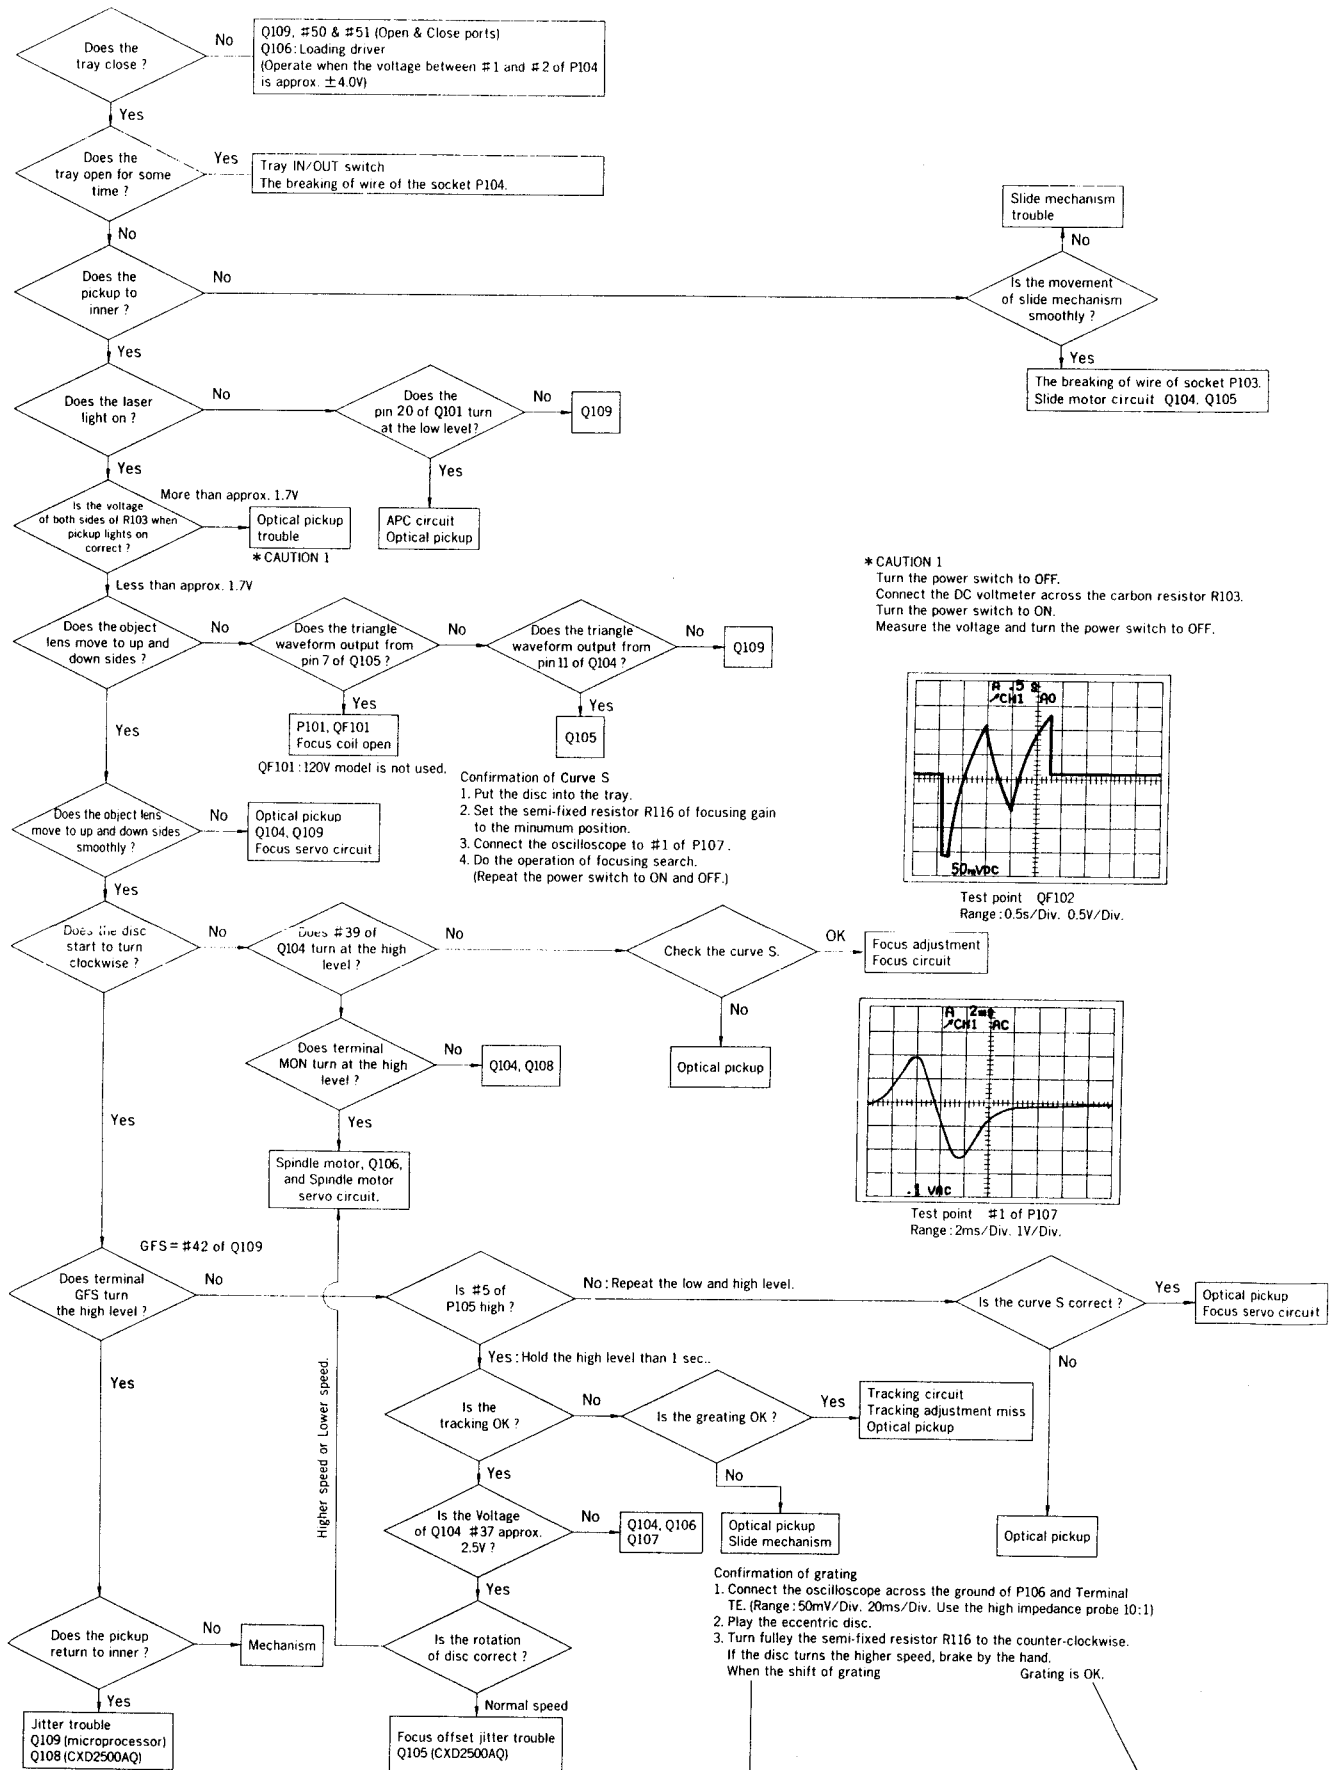 Does the
tray close ?
No
Q109, #50 & #51 (Open & Close ports)
Q106: Loading driver
(Operate when the voltage between #1 and #2 of P104
is approx. ±4.0V)
Yes
Does the
tray open for some
time ?
Yes
Tray IN/OUT switch
The breaking of wire of the socket P104.
No
Does the
pickup to
inner ?
No
Slide mechanism
trouble
No
Is the movement
of slide mechanism
smoothly ?
Yes
The breaking of wire of socket P103.
Slide motor circuit Q104, Q105
Yes
Does the laser
light on ?
No
Does the
pin 20 of Q101 turn
at the low level?
No
Q109
Yes
APC circuit
Optical pickup
Yes
Is the voltage
of both sides of R103 when
pickup lights on
correct ?
More than approx. 1.7V
Optical pickup
trouble
* CAUTION 1
Less than approx. 1.7V
* CAUTION 1
Turn the power switch to OFF.
Connect the DC voltmeter across the carbon resistor R103.
Turn the power switch to ON.
Measure the voltage and turn the power switch to OFF.
Does the object
lens move to up and
down sides ?
No
Does the triangle
waveform output from
pin 7 of Q105 ?
No
Does the triangle
waveform output from
pin 11 of Q104 ?
No
Q109
Yes
P101, QF101
Focus coil open
QF101 : 120V model is not used.
Yes
Q105
Yes
A .5 s
CH1 AO
50mVDC
Test point QF102
Range : 0.5s/Div. 0.5V/Div.
Confirmation of Curve S
1. Put the disc into the tray.
2. Set the semi-fixed resistor R116 of focusing gain
to the minumum position.
3. Connect the oscilloscope to #1 of P107 .
4. Do the operation of focusing search.
(Repeat the power switch to ON and OFF.)
Does the object lens
move to up and down sides
smoothly ?
No
Optical pickup
Q104, Q109
Focus servo circuit
Yes
Does the disc
start to turn
clockwise ?
No
Does #39 of
Q104 turn at the high
level ?
No
Check the curve S.
OK
Focus adjustment
Focus circuit
No
Optical pickup
Does terminal
MON turn at the high
level ?
No
Q104, Q108
Yes
Spindle motor, Q106,
and Spindle motor
servo circuit.
Yes
A 2ms
CH1 AC
.1 VAC
Test point #1 of P107
Range : 2ms/Div. 1V/Div.
GFS = #42 of Q109
Does terminal
GFS turn
the high level ?
No
Is #5 of
P105 high ?
No : Repeat the low and high level.
Is the curve S correct ?
Yes
Optical pickup
Focus servo circuit
No
Optical pickup
Yes : Hold the high level than 1 sec..
Is the
tracking OK ?
No
Is the greating OK ?
Yes
Tracking circuit
Tracking adjustment miss
Optical pickup
No
Optical pickup
Slide mechanism
Yes
Is the Voltage
of Q104 #37 approx.
2.5V ?
No
Q104, Q106
Q107
Yes
Is the rotation
of disc correct ?
Higher speed or Lower speed.
Normal speed
Focus offset jitter trouble
Q105 (CXD2500AQ)
Yes
Does the pickup
return to inner ?
No
Mechanism
Yes
Jitter trouble
Q109 (microprocessor)
Q108 (CXD2500AQ)
Confirmation of grating
1. Connect the oscilloscope across the ground of P106 and Terminal
TE. (Range : 50mV/Div. 20ms/Div. Use the high impedance probe 10:1)
2. Play the eccentric disc.
3. Turn fulley the semi-fixed resistor R116 to the counter-clockwise.
If the disc turns the higher speed, brake by the hand.
When the shift of grating
Grating is OK.